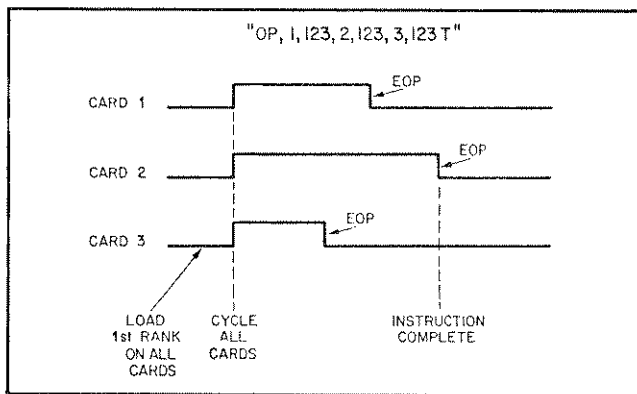 "OP, 1, 123, 2, 123, 3, 123 T"
EOP
CARD 1
EOP
CARD 2
EOP
CARD 3
LOAD
1st RANK
ON ALL
CARDS
CYCLE
ALL
CARDS
INSTRUCTION
COMPLETE